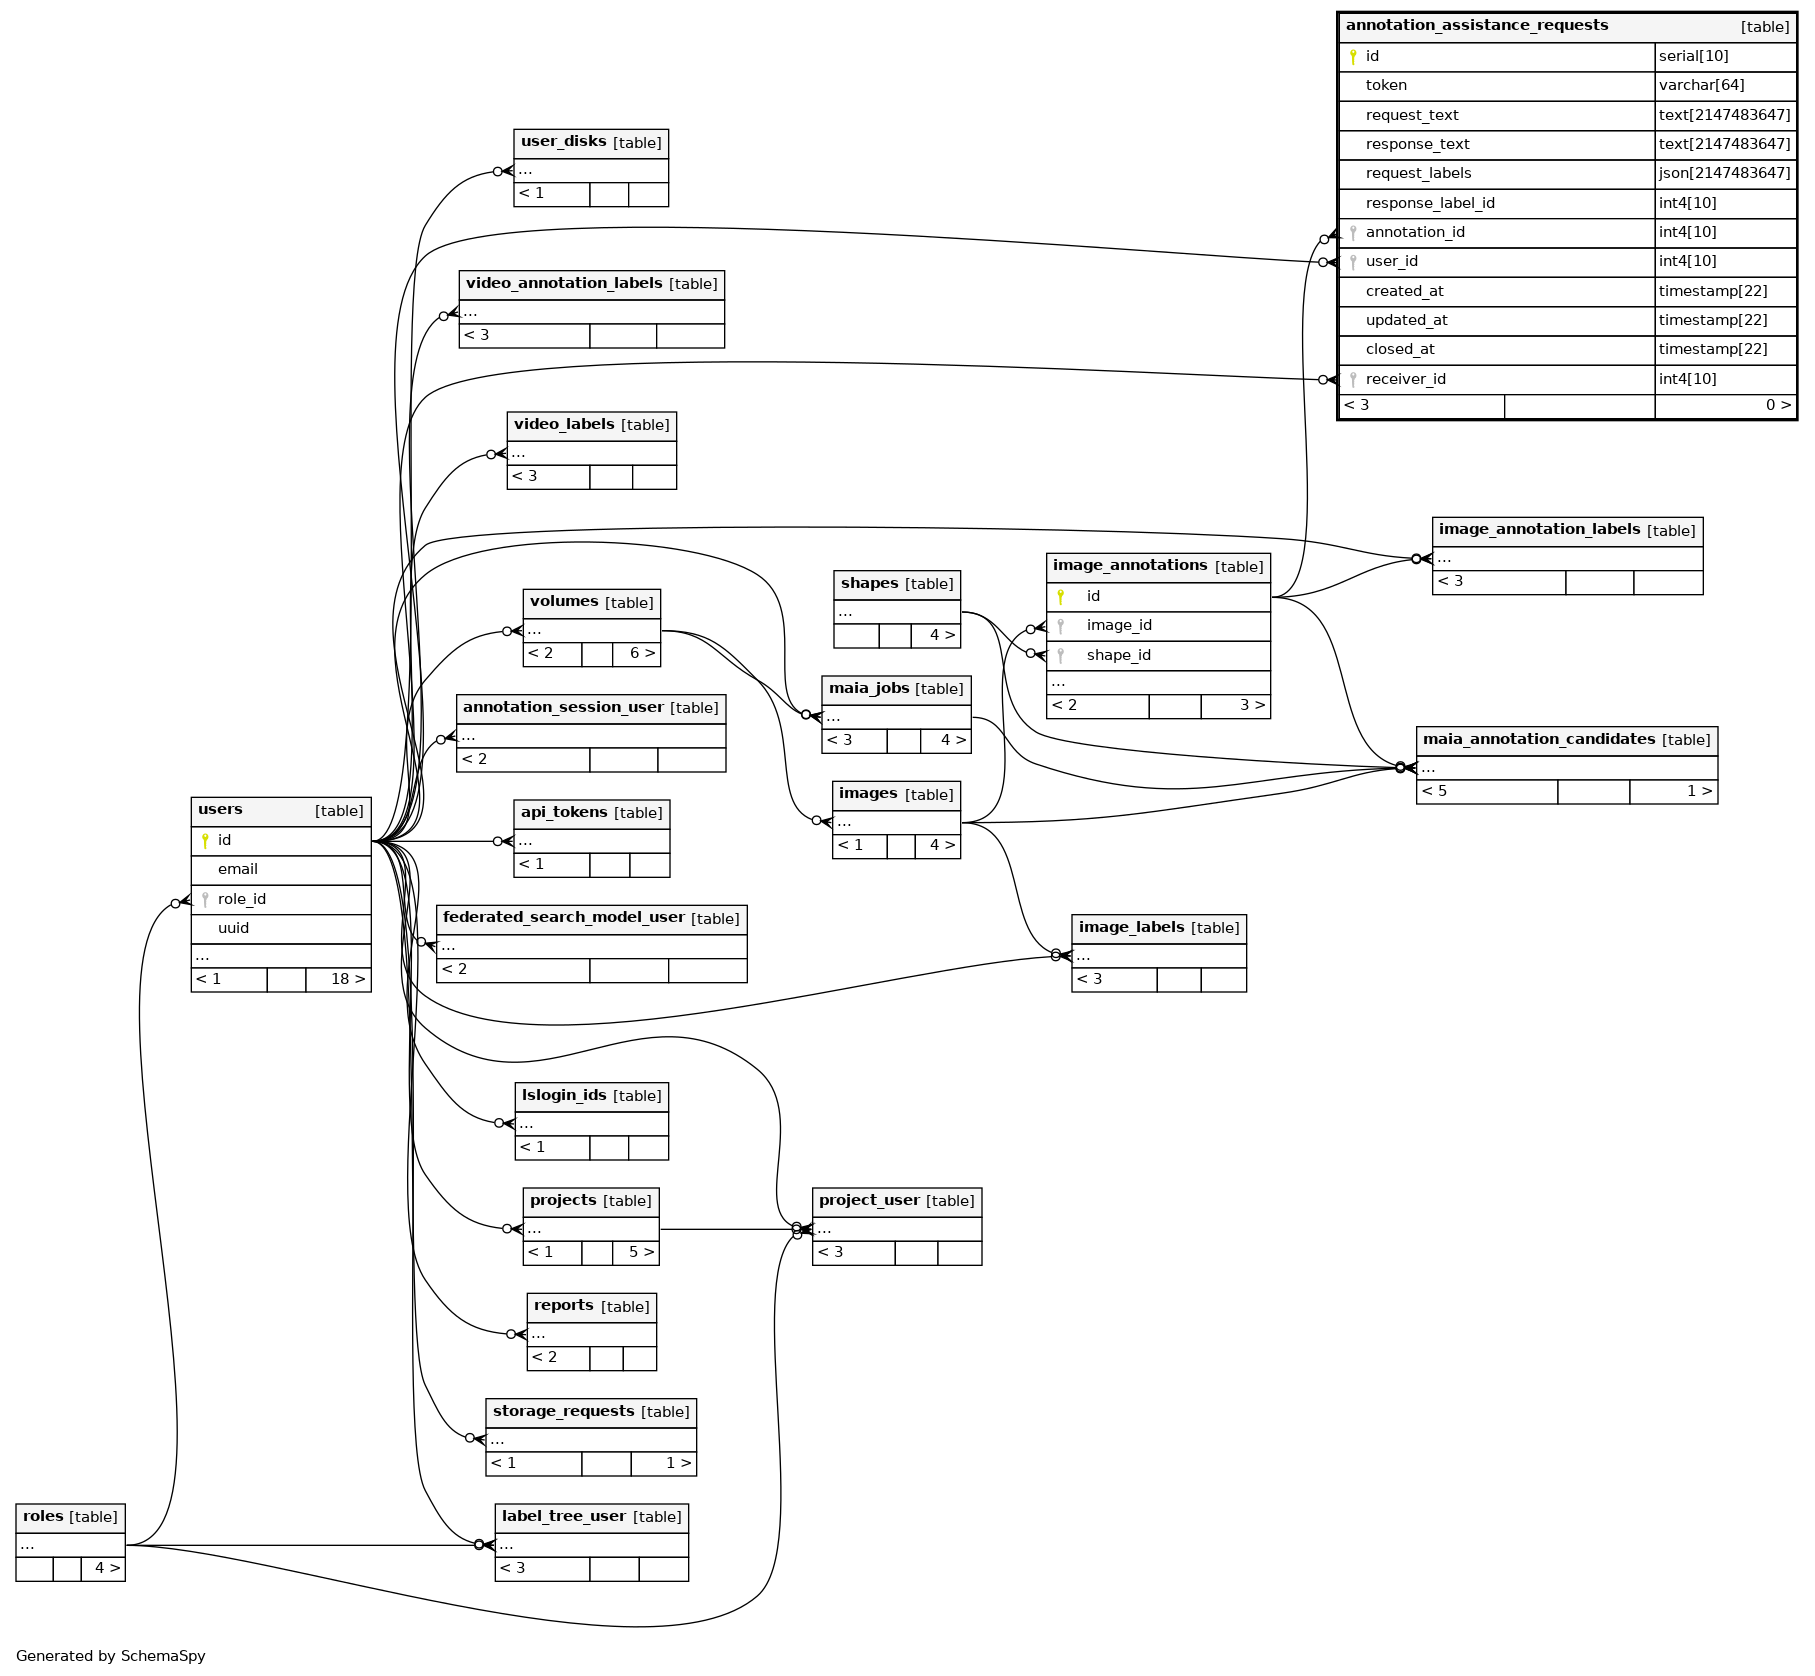 annotation_assistance_requests [table]
id serial[10]
token varchar[64]
request_text text[2147483647]
response_text text[2147483647]
request_labels json[2147483647]
response_label_id int4[10]
annotation_id int4[10]
user_id int4[10]
created_at timestamp[22]
updated_at timestamp[22]
closed_at timestamp[22]
receiver_id int4[10]
< 3 0 >
user_disks [table]
...
< 1
video_annotation_labels [table]
...
< 3
video_labels [table]
...
< 3
image_annotation_labels [table]
...
< 3
volumes [table]
...
< 2 6 >
shapes [table]
...
4 >
image_annotations [table]
id
image_id
shape_id
...
< 2 3 >
annotation_session_user [table]
...
< 2
maia_jobs [table]
...
< 3 4 >
maia_annotation_candidates [table]
...
< 5 1 >
users [table]
id
email
role_id
uuid
...
< 1 18 >
api_tokens [table]
...
< 1
images [table]
...
< 1 4 >
federated_search_model_user [table]
...
< 2
image_labels [table]
...
< 3
lslogin_ids [table]
...
< 1
projects [table]
...
< 1 5 >
project_user [table]
...
< 3
reports [table]
...
< 2
storage_requests [table]
...
< 1 1 >
roles [table]
...
4 >
label_tree_user [table]
...
< 3
Generated by SchemaSpy